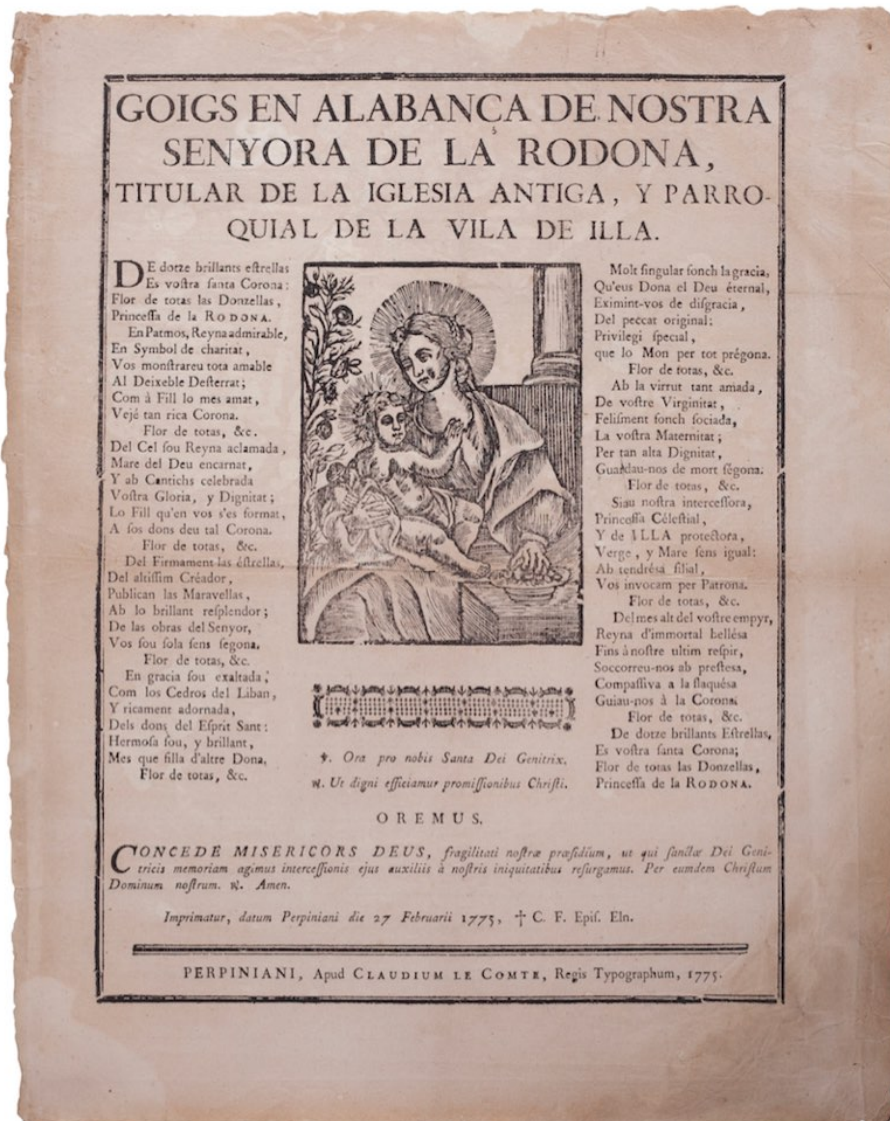 GOIGS EN ALABANÇA DE NOSTRA
SENYORA DE LA RODONA,
TITULAR DE LA IGLESIA ANTIGA, Y PARRO-
QUIAL DE LA VILA DE ILLA.
DE dotze brillants eſtrellas
Es voſtra ſanta Corona:
Flor de totas las Donzellas,
Princeſſa de la RODONA.
En Patmos, Reyna admirable,
En Symbol de charitat,
Vos monſtrareu tota amable
Al Deixeble Deſterrat;
Com à Fill lo mes amat,
Vejé tan rica Corona.
Flor de totas, &c.
Del Cel ſou Reyna aclamada,
Mare del Deu encarnat,
Y ab Cantichs celebrada
Voſtra Gloria, y Dignitat;
Lo Fill qu'en vos s'es format,
A ſos dons deu tal Corona.
Flor de totas, &c.
Del Firmament las éſtrellas,
Del altiſſim Créador,
Publican las Maravellas,
Ab lo brillant reſplendor;
De las obras del Senyor,
Vos ſou ſola ſens ſegona,
Flor de totas, &c.
En gracia ſou exaltada,
Com los Cedros del Liban,
Y ricament adornada,
Dels dons del Eſprit Sant:
Hermoſa ſou, y brillant,
Mes que filla d'altre Dona,
Flor de totas, &c.
Molt ſingular ſonch la gracia,
Qu'eus Dona el Deu éternal,
Eximint-vos de diſgracia,
Del peccat original:
Privilegi ſpecial,
que lo Mon per tot prégona.
Flor de totas, &c.
Ab la virtut tant amada,
De voſtre Virginitat,
Feliſment ſonch ſociada,
La voſtra Maternitat;
Per tan alta Dignitat,
Guardau-nos de mort ſégona.
Flor de totas, &c.
Siau noſtra interceſſora,
Princeſſa Céleſtial,
Y de ILLA protectora,
Verge, y Mare ſens igual:
Ab tendréſa filial,
Vos invocam per Patrona.
Flor de totas, &c.
Del mes alt del voſtre empyr,
Reyna d'immortal belléſa
Fins à noſtre ultim reſpir,
Soccorreu-nos ab preſteſa,
Compaſſiva a la flaquéſa
Guiau-nos à la Corona.
Flor de totas, &c.
De dotze brillants Eſtrellas,
Es voſtra ſanta Corona;
Flor de totas las Donzellas,
Princeſſa de la RODONA.
℣. Ora pro nobis Santa Dei Genitrix.
℟. Ut digni efficiamur promiſſionibus Chriſti.
OREMUS.
CONCEDE MISERICORS DEUS, fragilitati noſtræ præſidium, ut qui ſanctæ Dei Geni-
tricis memoriam agimus interceſſionis ejus auxiliis à noſtris iniquitatibus reſurgamus. Per eumdem Chriſtum
Dominum noſtrum. ℟. Amen.
Imprimatur, datum Perpiniani die 27 Februarii 1775, † C. F. Epiſ. Eln.
PERPINIANI, Apud CLAUDIUM LE COMTE, Regis Typographum, 1775.